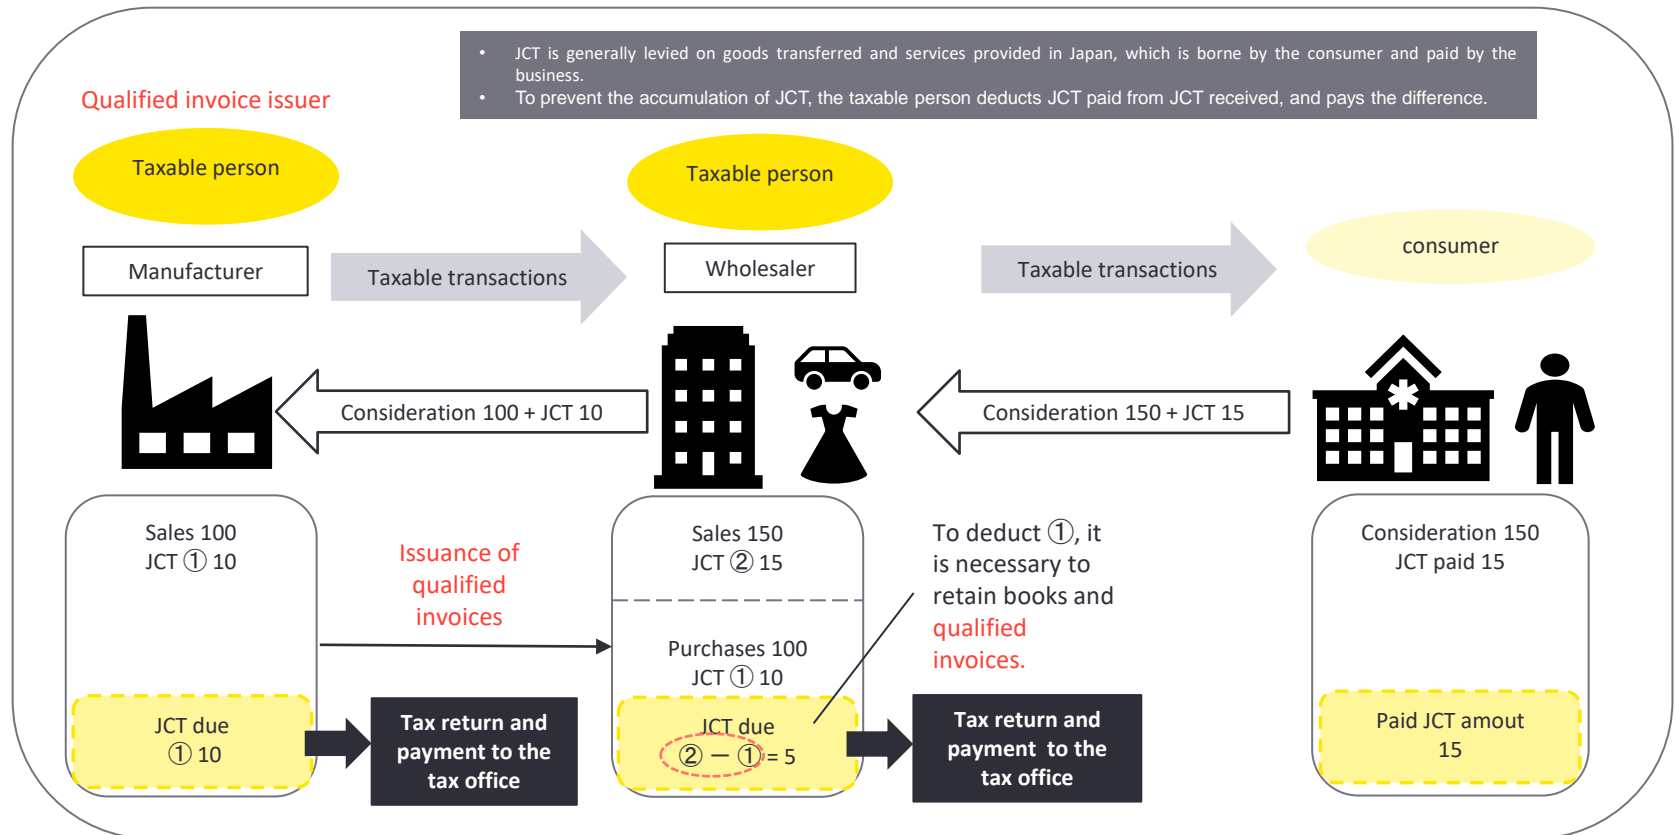 • JCT is generally levied on goods transferred and services provided in Japan, which is borne by the consumer and paid by the
business.
• To prevent the accumulation of JCT, the taxable person deducts JCT paid from JCT received, and pays the difference.
Qualified invoice issuer
Taxable person
Taxable person
consumer
Manufacturer
Taxable transactions
Wholesaler
Taxable transactions
Consideration 100 + JCT 10
Consideration 150 + JCT 15
Sales 100
JCT ① 10
JCT due
① 10
Issuance of
qualified
invoices
Tax return and
payment to the
tax office
Sales 150
JCT ② 15
Purchases 100
JCT ① 10
JCT due
② － ① = 5
To deduct ①, it
is necessary to
retain books and
qualified
invoices.
Tax return and
payment to the
tax office
Consideration 150
JCT paid 15
Paid JCT amout
15